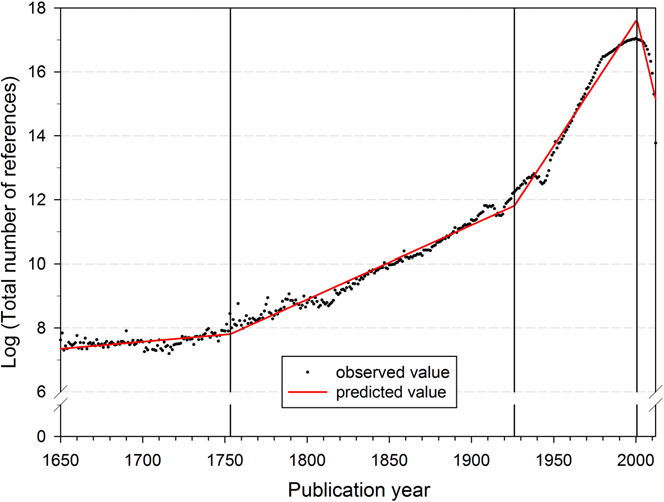 Log (Total number of references)
18
16
14
12
10
8
6
0
observed value
predicted value
1650 1700 1750 1800 1850 1900 1950 2000
Publication year